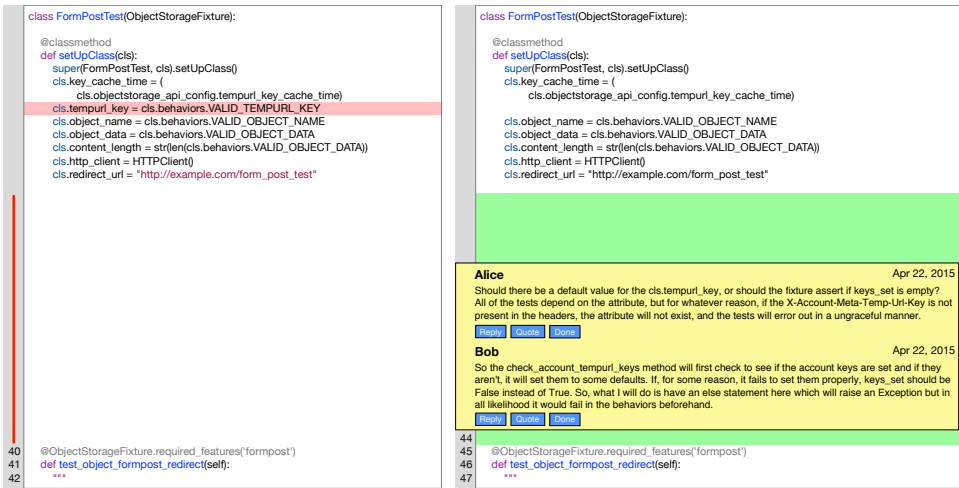 class FormPostTest(ObjectStorageFixture):
@classmethod
def setUpClass(cls):
super(FormPostTest, cls).setUpClass()
cls.key_cache_time = (
cls.objectstorage_api_config.tempurl_key_cache_time)
cls.tempurl_key = cls.behaviors.VALID_TEMPURL_KEY
cls.object_name = cls.behaviors.VALID_OBJECT_NAME
cls.object_data = cls.behaviors.VALID_OBJECT_DATA
cls.content_length = str(len(cls.behaviors.VALID_OBJECT_DATA))
cls.http_client = HTTPClient()
cls.redirect_url = "http://example.com/form_post_test"
40 @ObjectStorageFixture.required_features('formpost')
41 def test_object_formpost_redirect(self):
42 """
class FormPostTest(ObjectStorageFixture):
@classmethod
def setUpClass(cls):
super(FormPostTest, cls).setUpClass()
cls.key_cache_time = (
cls.objectstorage_api_config.tempurl_key_cache_time)
cls.object_name = cls.behaviors.VALID_OBJECT_NAME
cls.object_data = cls.behaviors.VALID_OBJECT_DATA
cls.content_length = str(len(cls.behaviors.VALID_OBJECT_DATA))
cls.http_client = HTTPClient()
cls.redirect_url = "http://example.com/form_post_test"
Alice Apr 22, 2015
Should there be a default value for the cls.tempurl_key, or should the fixture assert if keys_set is empty?
All of the tests depend on the attribute, but for whatever reason, if the X-Account-Meta-Temp-Url-Key is not
present in the headers, the attribute will not exist, and the tests will error out in a ungraceful manner.
Reply Quote Done
Bob Apr 22, 2015
So the check_account_tempurl_keys method will first check to see if the account keys are set and if they
aren't, it will set them to some defaults. If, for some reason, it fails to set them properly, keys_set should be
False instead of True. So, what I will do is have an else statement here which will raise an Exception but in
all likelihood it would fail in the behaviors beforehand.
Reply Quote Done
44
45 @ObjectStorageFixture.required_features('formpost')
46 def test_object_formpost_redirect(self):
47 """